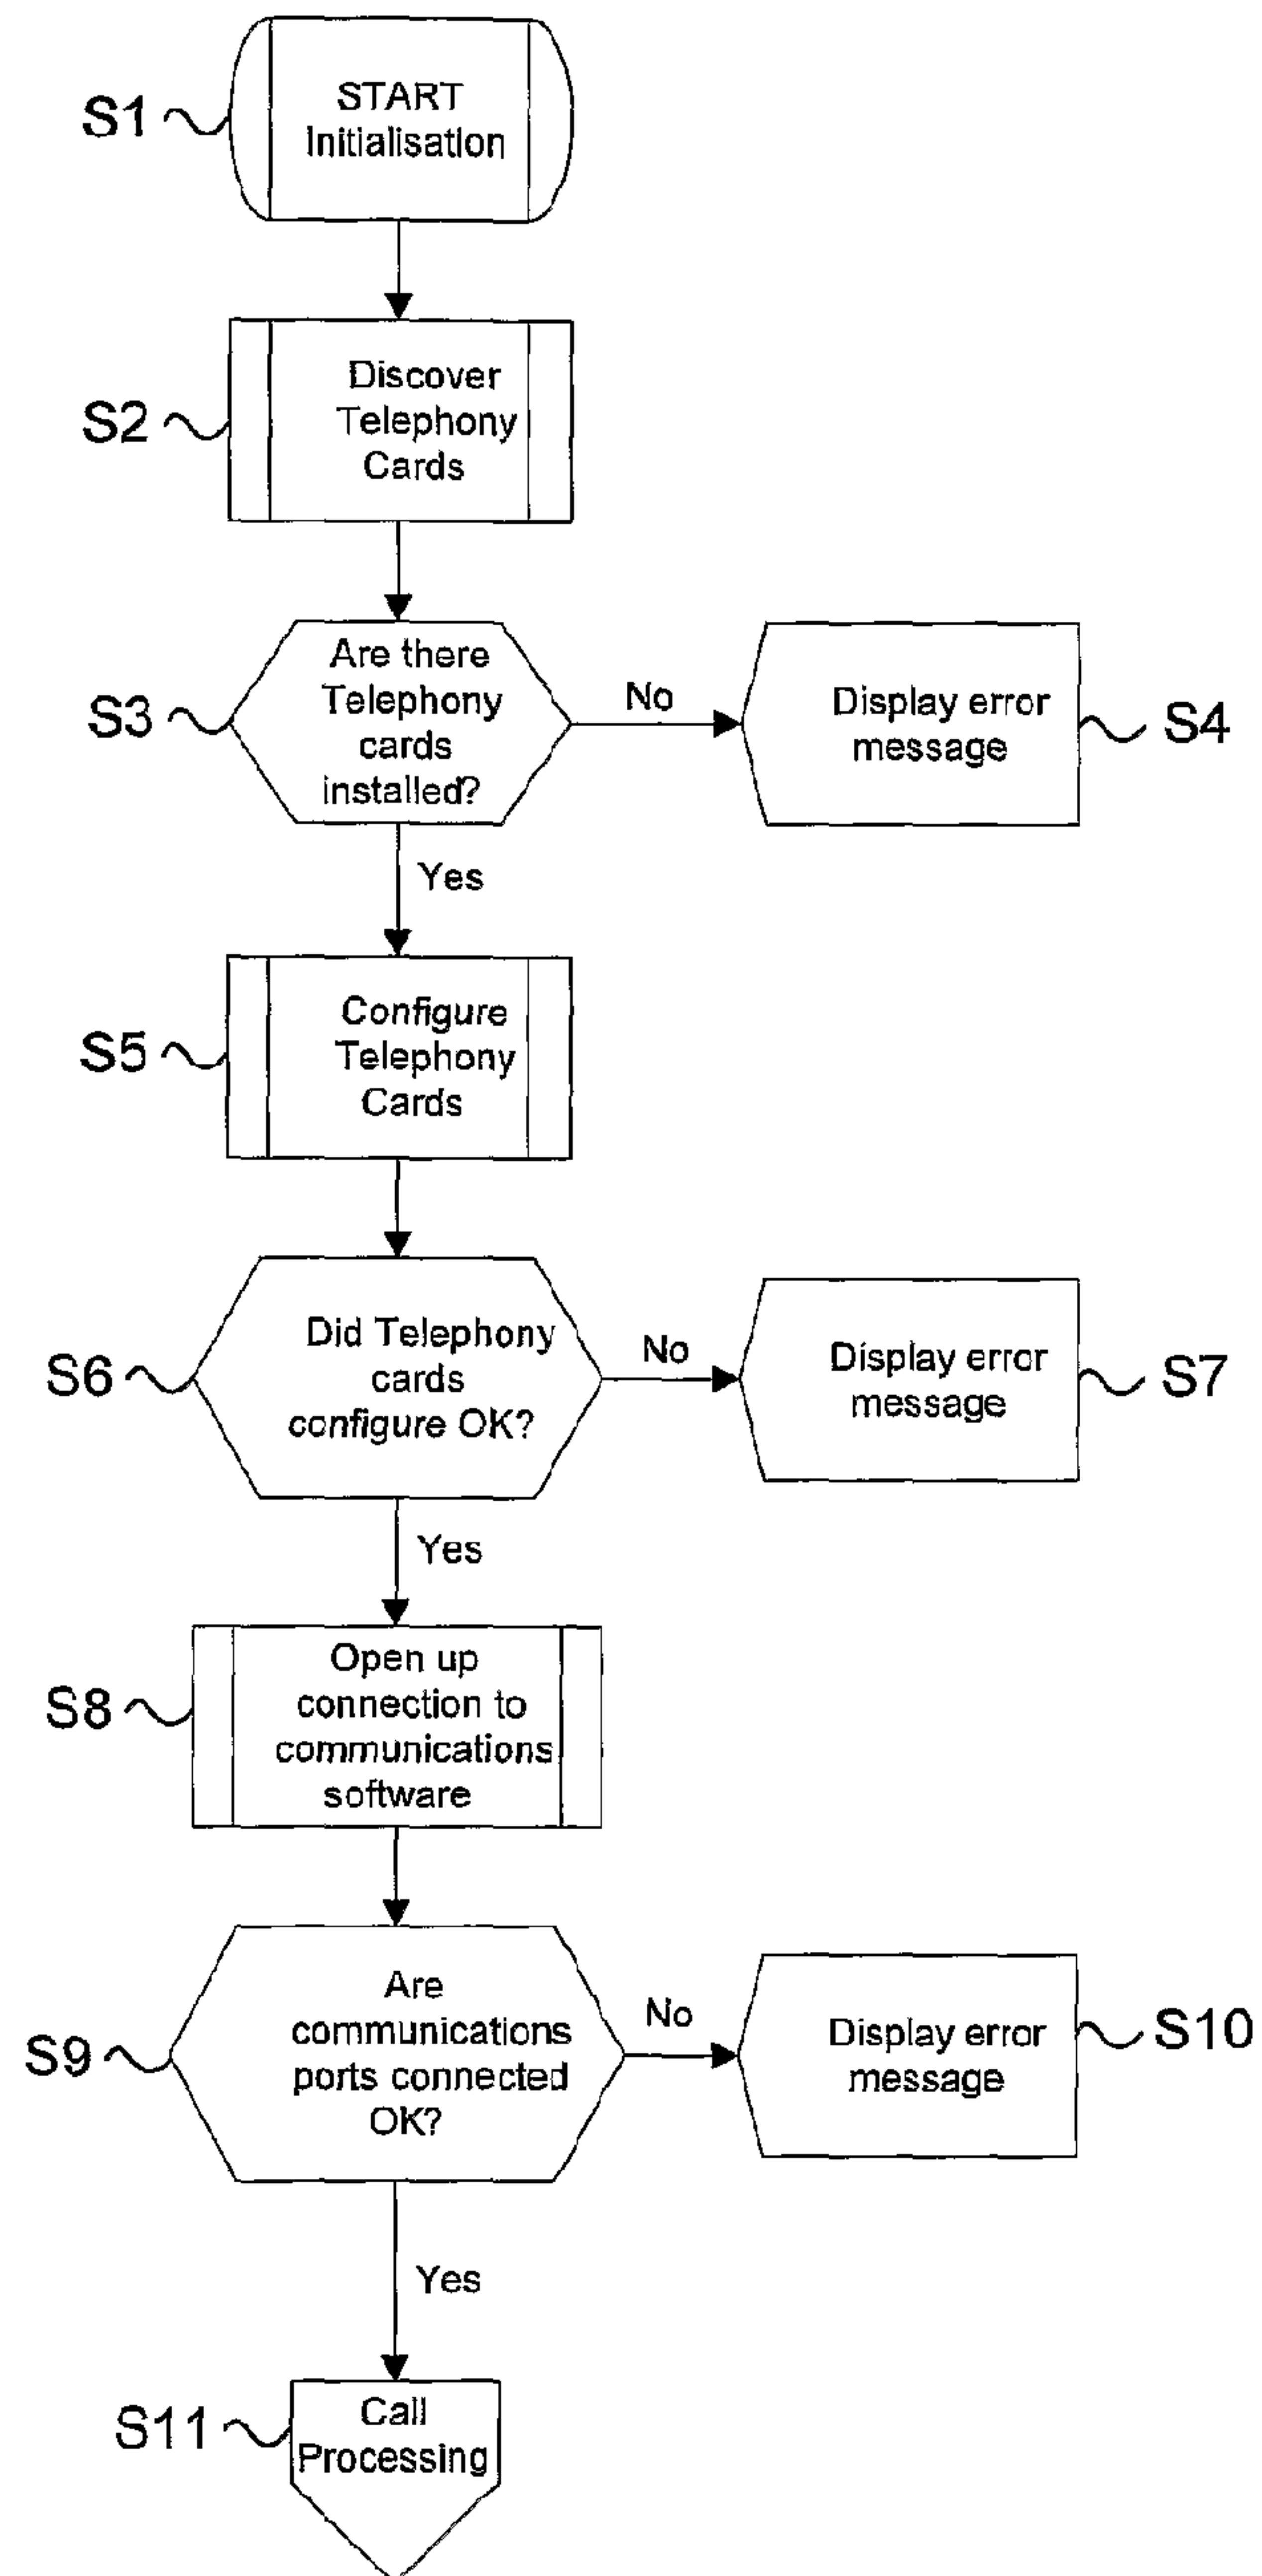 S1
START
Initialisation
S2
Discover
Telephony
Cards
S3
Are there
Telephony
cards
installed?
No
Display error
message
S4
Yes
S5
Configure
Telephony
Cards
S6
Did Telephony
cards
configure OK?
No
Display error
message
S7
Yes
S8
Open up
connection to
communications
software
S9
Are
communications
ports connected
OK?
No
Display error
message
S10
Yes
S11
Call
Processing